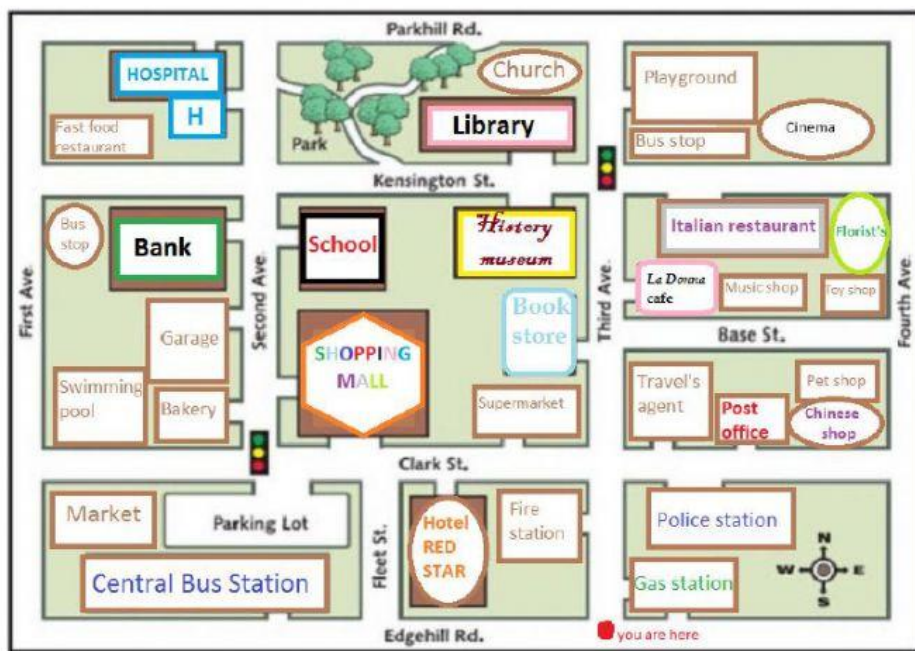 Parkhill Rd.
HOSPITAL
H
Fast food
restaurant
Park
Church
Library
Playground
Bus stop
Cinema
Kensington St.
Bus
stop
Bank
School
History
museum
Italian restaurant
Florist's
La Donna
cafe
Music shop
Toy shop
First Ave.
Second Ave.
Third Ave.
Fourth Ave.
Garage
SHOPPING
MALL
Book
store
Base St.
Swimming
pool
Bakery
Supermarket
Travel's
agent
Post
office
Pet shop
Chinese
shop
Clark St.
Market
Parking Lot
Central Bus Station
Fleet St.
Hotel
RED
STAR
Fire
station
Police station
Gas station
N
W
E
S
Edgehill Rd.
you are here